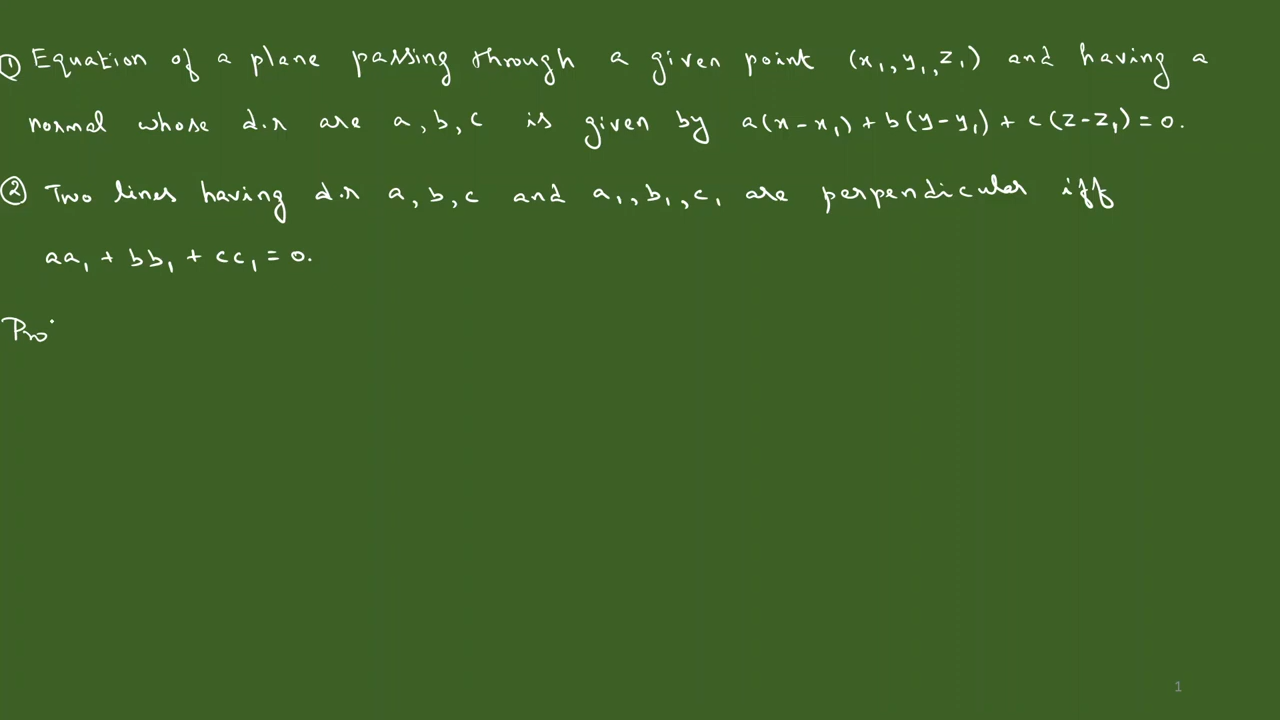 ① Equation of a plane passing through a given point (x₁, y₁, z₁) and having a
normal whose d.r are a, b, c is given by a(x-x₁) + b(y-y₁) + c(z-z₁) = 0.
② Two lines having d.r a, b, c and a₁, b₁, c₁ are perpendicular iff
aa₁ + bb₁ + cc₁ = 0.
Pro
1